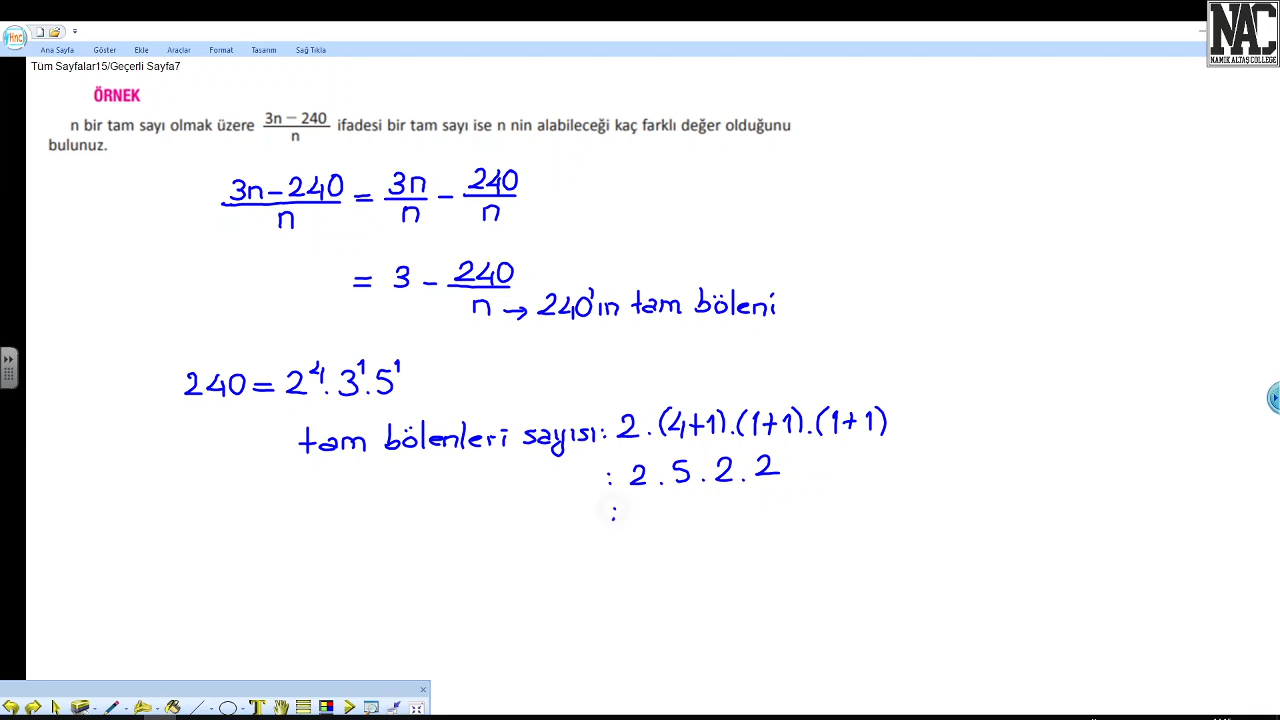 NAC
NAMIK ALTAŞ COLLEGE
Hnc
Ana Sayfa Göster Ekle Araçlar Format Tasarım Sağ Tıkla
Tüm Sayfalar15/Geçerli Sayfa7
ÖRNEK
n bir tam sayı olmak üzere (3n − 240)/n ifadesi bir tam sayı ise n nin alabileceği kaç farklı değer olduğunu
bulunuz.
(3n − 240)/n = 3n/n − 240/n
= 3 − 240/n → 240'ın tam böleni
240 = 2⁴ . 3¹ . 5¹
tam bölenleri sayısı: 2 . (4+1) . (1+1) . (1+1)
: 2 . 5 . 2 . 2
: